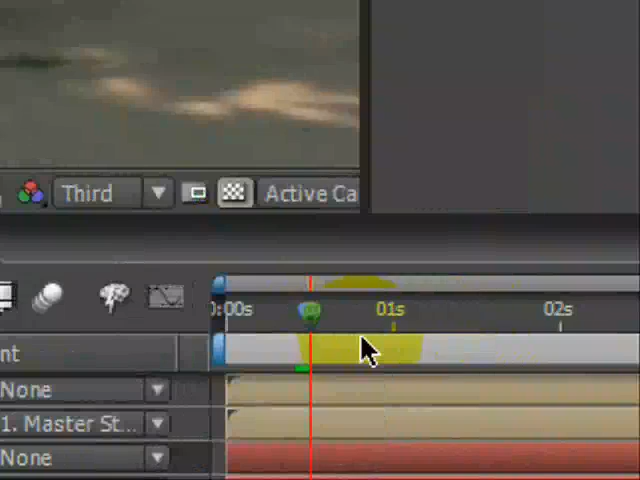 Third
Active Ca
0:00s
01s
02s
nt
None
1. Master St...
None